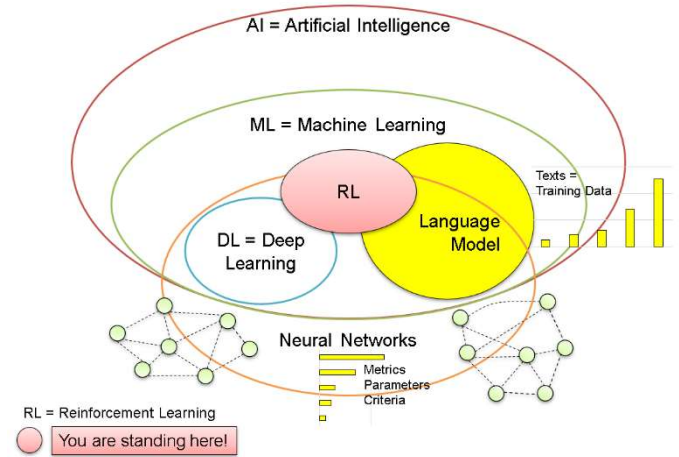 AI = Artificial Intelligence
ML = Machine Learning
RL
Texts =
Training Data
Language
Model
DL = Deep
Learning
Neural Networks
Metrics
Parameters
Criteria
RL = Reinforcement Learning
You are standing here!